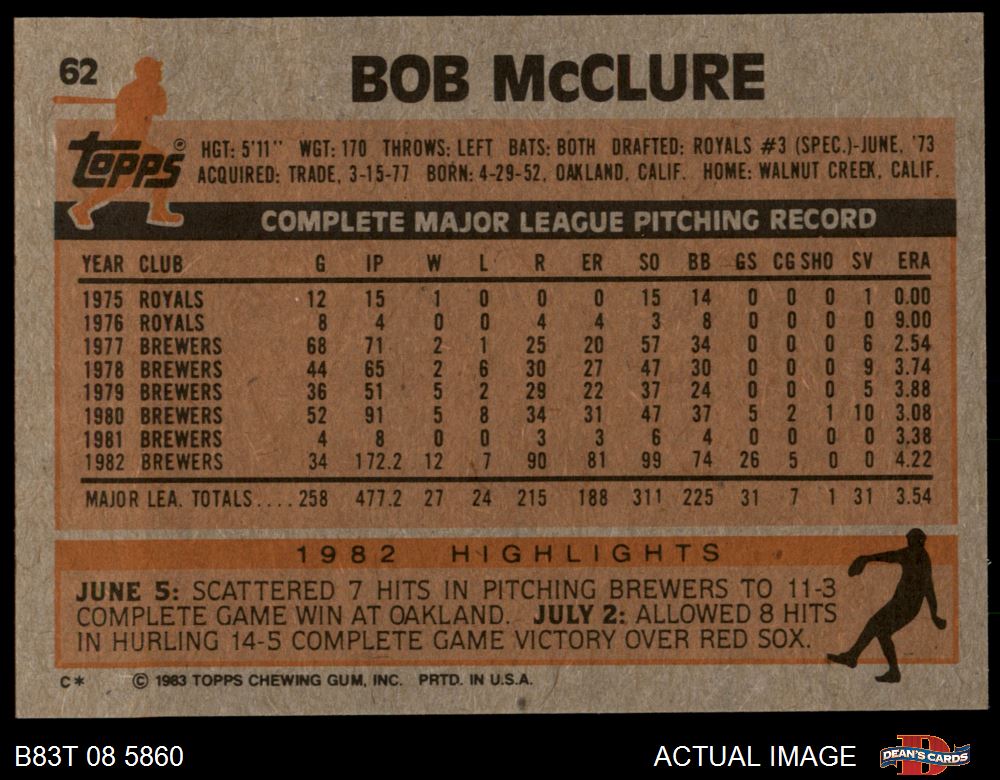 62 BOB McCLURE
topps® HGT: 5'11" WGT: 170 THROWS: LEFT BATS: BOTH DRAFTED: ROYALS #3 (SPEC.)-JUNE, '73
ACQUIRED: TRADE, 3-15-77 BORN: 4-29-52, OAKLAND, CALIF. HOME: WALNUT CREEK, CALIF.
COMPLETE MAJOR LEAGUE PITCHING RECORD
YEAR CLUB G IP W L R ER SO BB GS CG SHO SV ERA
1975 ROYALS 12 15 1 0 0 0 15 14 0 0 0 1 0.00
1976 ROYALS 8 4 0 0 4 4 3 8 0 0 0 0 9.00
1977 BREWERS 68 71 2 1 25 20 57 34 0 0 0 6 2.54
1978 BREWERS 44 65 2 6 30 27 47 30 0 0 0 9 3.74
1979 BREWERS 36 51 5 2 29 22 37 24 0 0 0 5 3.88
1980 BREWERS 52 91 5 8 34 31 47 37 5 2 1 10 3.08
1981 BREWERS 4 8 0 0 3 3 6 4 0 0 0 0 3.38
1982 BREWERS 34 172.2 12 7 90 81 99 74 26 5 0 0 4.22
MAJOR LEA. TOTALS.... 258 477.2 27 24 215 188 311 225 31 7 1 31 3.54
1982 HIGHLIGHTS
JUNE 5: SCATTERED 7 HITS IN PITCHING BREWERS TO 11-3
COMPLETE GAME WIN AT OAKLAND. JULY 2: ALLOWED 8 HITS
IN HURLING 14-5 COMPLETE GAME VICTORY OVER RED SOX.
C* © 1983 TOPPS CHEWING GUM, INC. PRTD. IN U.S.A.
B83T 08 5860 ACTUAL IMAGE D DEAN'S CARDS